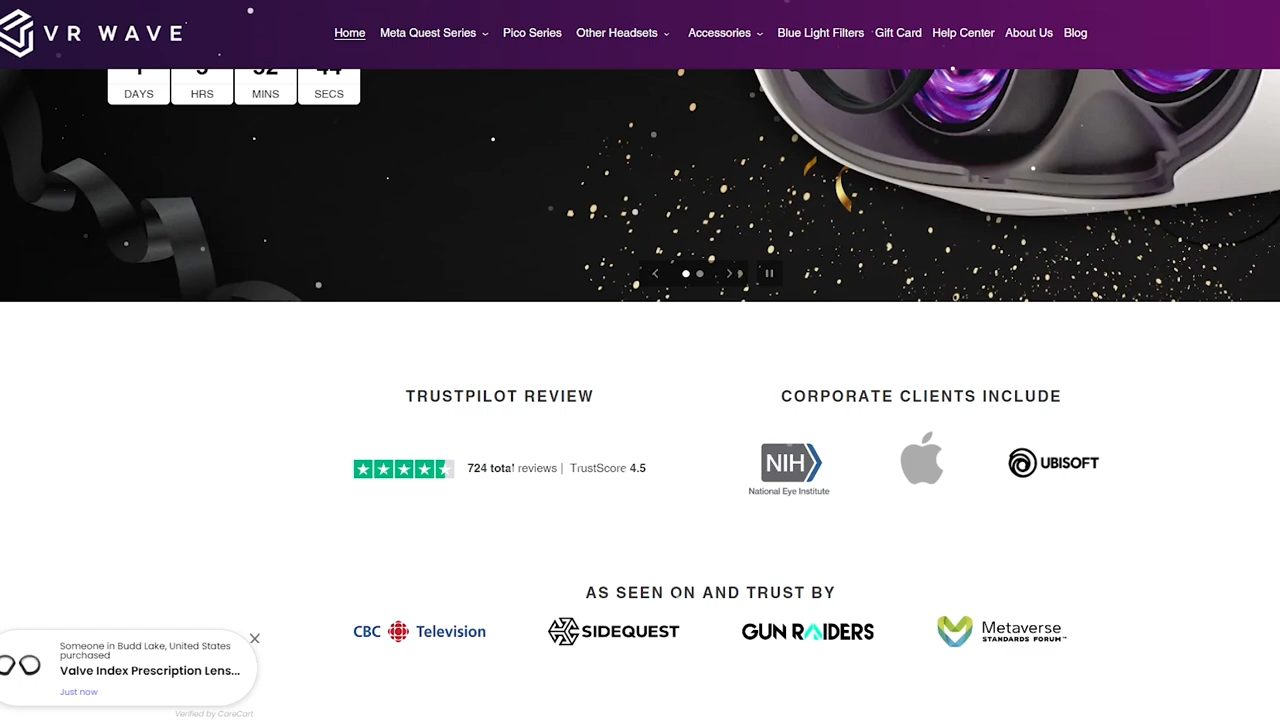 VR WAVE
Home Meta Quest Series Pico Series Other Headsets Accessories Blue Light Filters Gift Card Help Center About Us Blog
DAYS HRS MINS SECS
TRUSTPILOT REVIEW
724 total reviews | TrustScore 4.5
CORPORATE CLIENTS INCLUDE
NIH
National Eye Institute
UBISOFT
AS SEEN ON AND TRUST BY
CBC Television
SIDEQUEST
GUN RAIDERS
Metaverse
STANDARDS FORUM™
Someone in Budd Lake, United States
purchased
Valve Index Prescription Lens...
Just now
Verified by CareCart